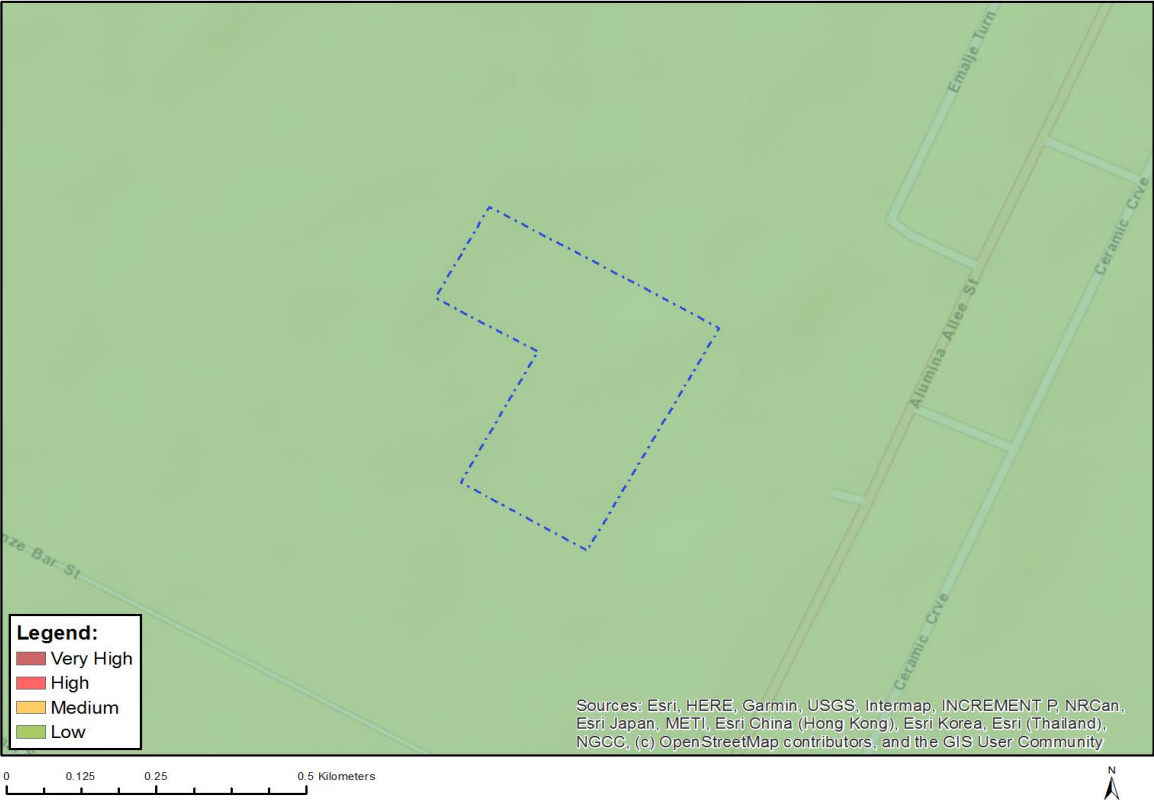 Emalje Turn
Ceramic Crve
Alumina Allee St
nze Bar St
Ceramic Crve
Legend:
Very High
High
Medium
Low
Sources: Esri, HERE, Garmin, USGS, Intermap, INCREMENT P, NRCan,
Esri Japan, METI, Esri China (Hong Kong), Esri Korea, Esri (Thailand),
NGCC, (c) OpenStreetMap contributors, and the GIS User Community
0 0.125 0.25 0.5 Kilometers
N